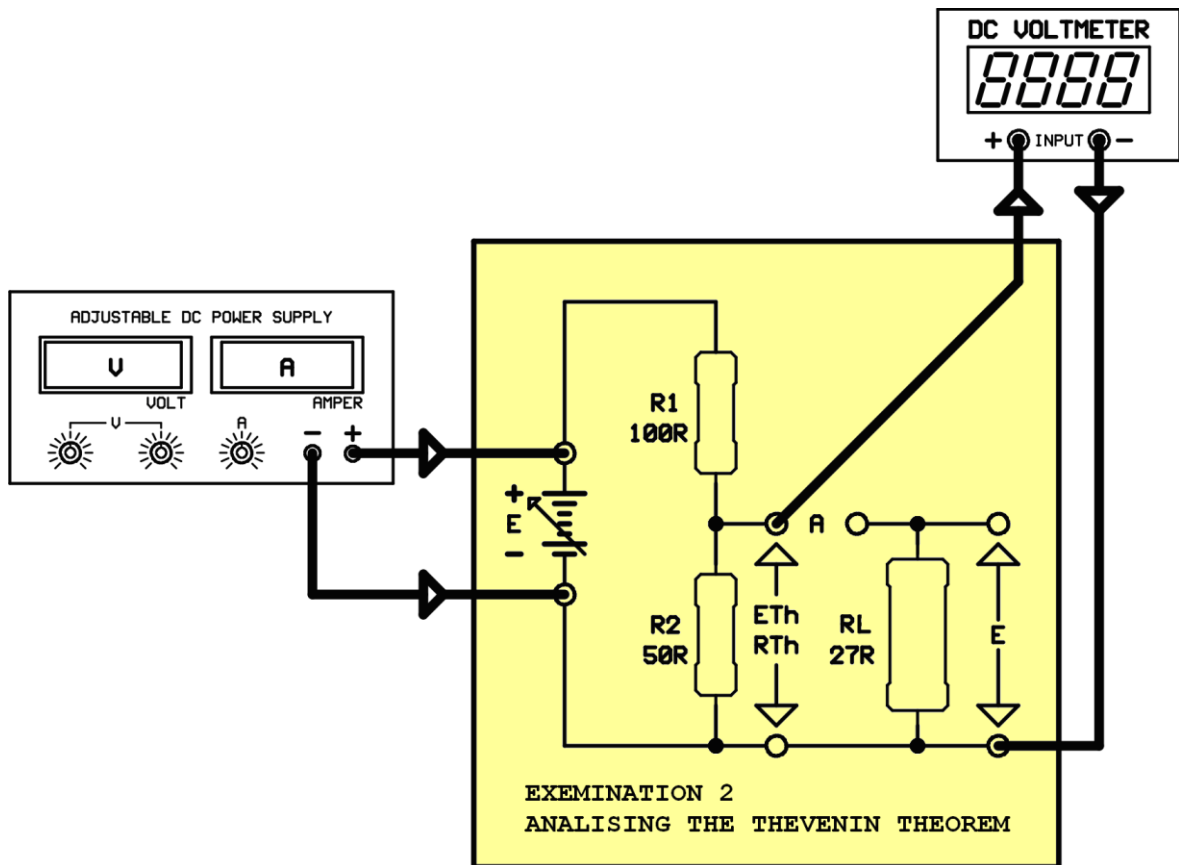 DC VOLTMETER
8888
+ INPUT -
ADJUSTABLE DC POWER SUPPLY
V
A
VOLT
AMPER
V
A
- +
R1
100R
+
E
-
A
R2
50R
ETh
RTh
RL
27R
E
EXEMINATION 2
ANALISING THE THEVENIN THEOREM